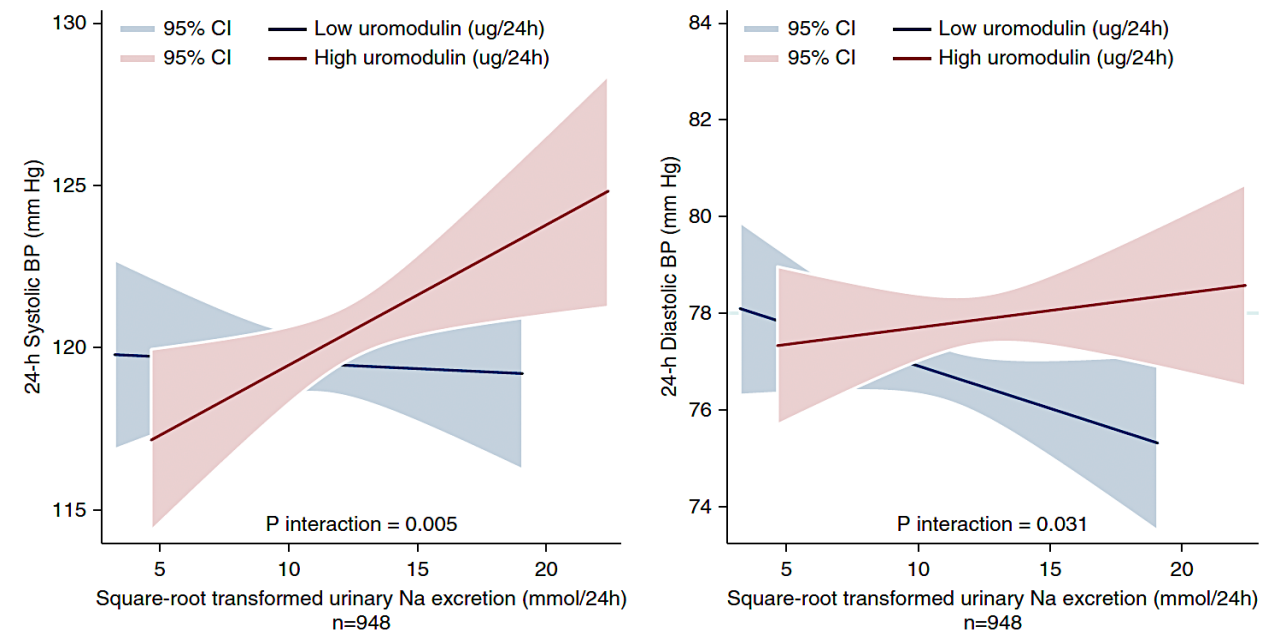 130
125
120
115
24-h Systolic BP (mm Hg)
95% CI Low uromodulin (ug/24h)
95% CI High uromodulin (ug/24h)
P interaction = 0.005
5 10 15 20
Square-root transformed urinary Na excretion (mmol/24h)
n=948
84
82
80
78
76
74
24-h Diastolic BP (mm Hg)
95% CI Low uromodulin (ug/24h)
95% CI High uromodulin (ug/24h)
P interaction = 0.031
5 10 15 20
Square-root transformed urinary Na excretion (mmol/24h)
n=948